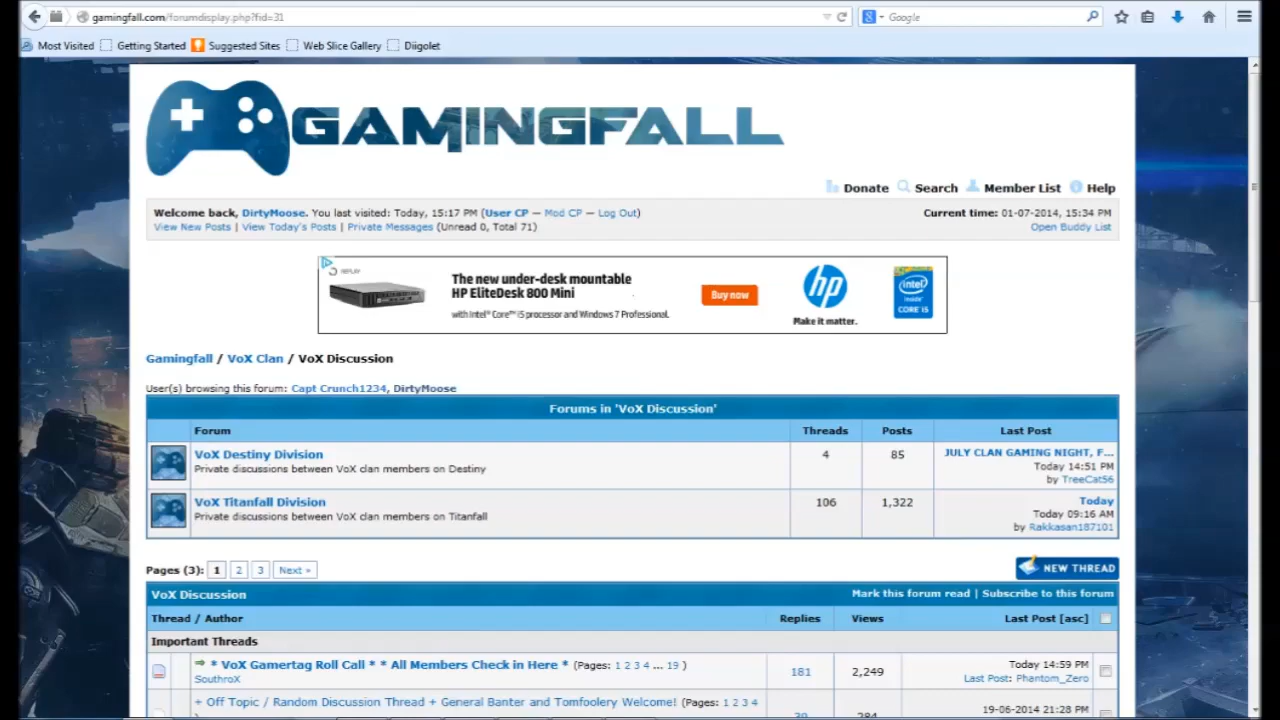 gamingfall.com/forumdisplay.php?fid=31
Google
Most Visited Getting Started Suggested Sites Web Slice Gallery Diigolet
GAMINGFALL
Donate Search Member List Help
Welcome back, DirtyMoose. You last visited: Today, 15:17 PM (User CP — Mod CP — Log Out)
Current time: 01-07-2014, 15:34 PM
View New Posts | View Today's Posts | Private Messages (Unread 0, Total 71)
Open Buddy List
The new under-desk mountable
HP EliteDesk 800 Mini
with Intel® Core™ i5 processor and Windows 7 Professional.
Buy now
hp
Make it matter.
intel
inside
CORE i5
Gamingfall / VoX Clan / VoX Discussion
User(s) browsing this forum: Capt Crunch1234, DirtyMoose
Forums in 'VoX Discussion'
Forum Threads Posts Last Post
VoX Destiny Division
Private discussions between VoX clan members on Destiny
4 85
JULY CLAN GAMING NIGHT, F...
Today 14:51 PM
by TreeCat56
VoX Titanfall Division
Private discussions between VoX clan members on Titanfall
106 1,322
Today
Today 09:16 AM
by Rakkasan187101
Pages (3): 1 2 3 Next »
NEW THREAD
VoX Discussion
Mark this forum read | Subscribe to this forum
Thread / Author Replies Views Last Post [asc]
Important Threads
* VoX Gamertag Roll Call * * All Members Check in Here * (Pages: 1 2 3 4 ... 19 )
SouthroX
181 2,249
Today 14:59 PM
Last Post: Phantom_Zero
+ Off Topic / Random Discussion Thread + General Banter and Tomfoolery Welcome! (Pages: 1 2 3 4
)
19-06-2014 21:28 PM